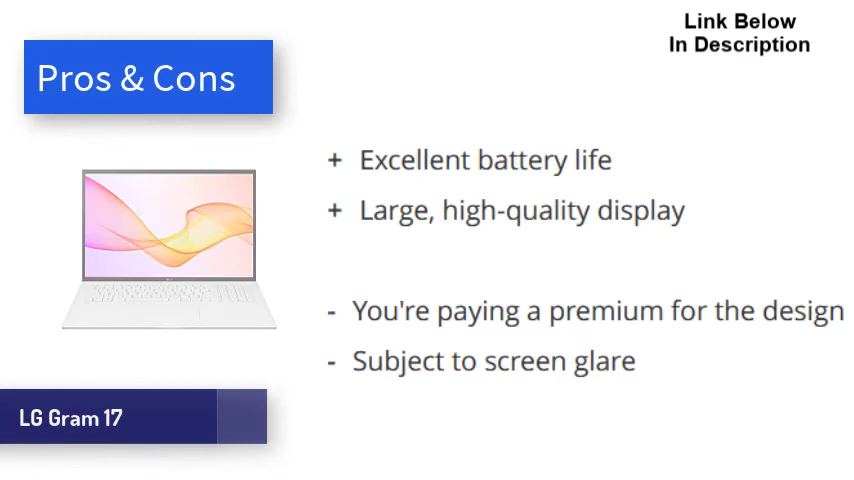 Link Below
In Description
Pros & Cons
+ Excellent battery life
+ Large, high-quality display
- You're paying a premium for the design
- Subject to screen glare
LG Gram 17